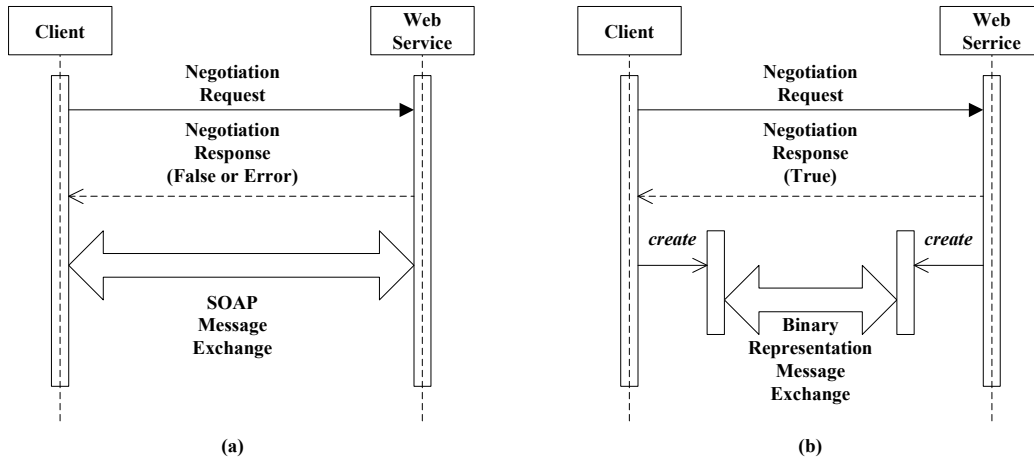 Client
Web
Service
Negotiation
Request
Negotiation
Response
(False or Error)
SOAP
Message
Exchange
(a)
Client
Web
Serrice
Negotiation
Request
Negotiation
Response
(True)
create
create
Binary
Representation
Message
Exchange
(b)